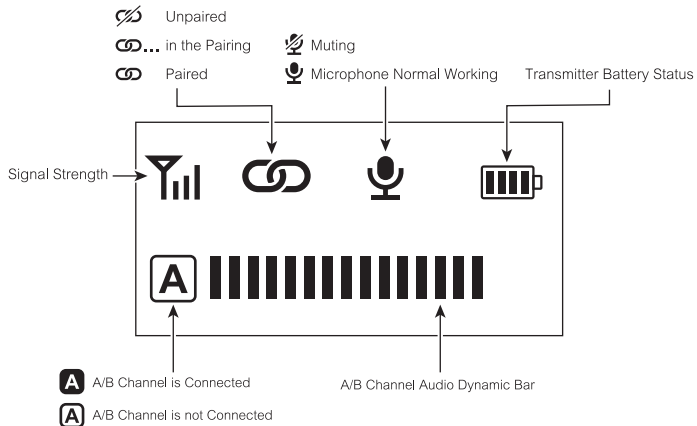 Unpaired
... in the Pairing
Muting
Paired
Microphone Normal Working
Transmitter Battery Status
Signal Strength
A
A A/B Channel is Connected
A/B Channel Audio Dynamic Bar
A A/B Channel is not Connected